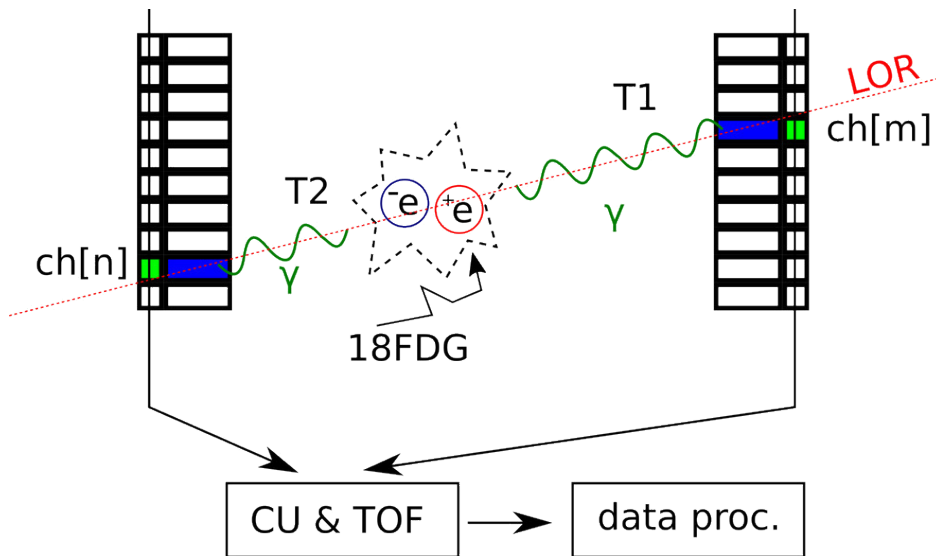 LOR
T1
ch[m]
T2
-e
+e
γ
ch[n]
γ
18FDG
CU & TOF
data proc.